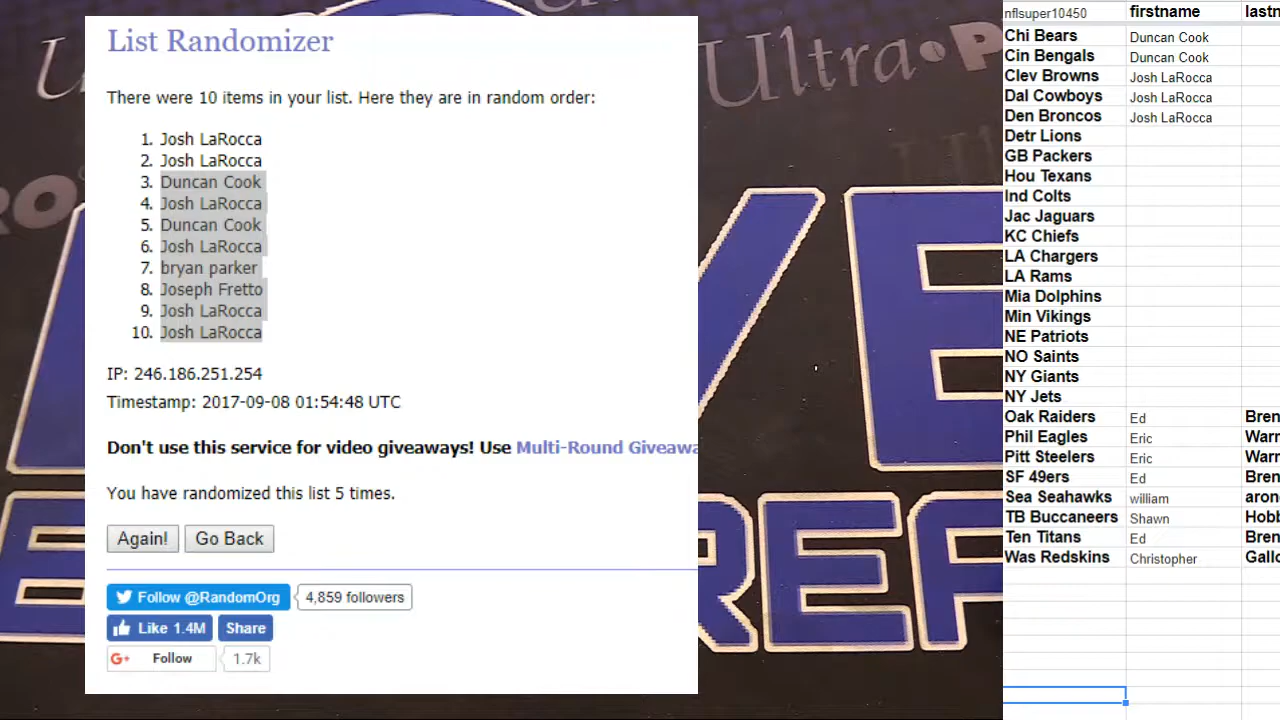 List Randomizer
There were 10 items in your list. Here they are in random order:
1. Josh LaRocca
2. Josh LaRocca
3. Duncan Cook
4. Josh LaRocca
5. Duncan Cook
6. Josh LaRocca
7. bryan parker
8. Joseph Fretto
9. Josh LaRocca
10. Josh LaRocca
IP: 246.186.251.254
Timestamp: 2017-09-08 01:54:48 UTC
Don't use this service for video giveaways! Use Multi-Round Giveawa
You have randomized this list 5 times.
Again! Go Back
Follow @RandomOrg 4,859 followers
Like 1.4M Share
G+ Follow 1.7k
Ultra P
nflsuper10450 firstname lastn
Chi Bears Duncan Cook
Cin Bengals Duncan Cook
Clev Browns Josh LaRocca
Dal Cowboys Josh LaRocca
Den Broncos Josh LaRocca
Detr Lions
GB Packers
Hou Texans
Ind Colts
Jac Jaguars
KC Chiefs
LA Chargers
LA Rams
Mia Dolphins
Min Vikings
NE Patriots
NO Saints
NY Giants
NY Jets
Oak Raiders Ed Bren
Phil Eagles Eric Warr
Pitt Steelers Eric Warr
SF 49ers Ed Bren
Sea Seahawks william aron
TB Buccaneers Shawn Hobb
Ten Titans Ed Bren
Was Redskins Christopher Gallo